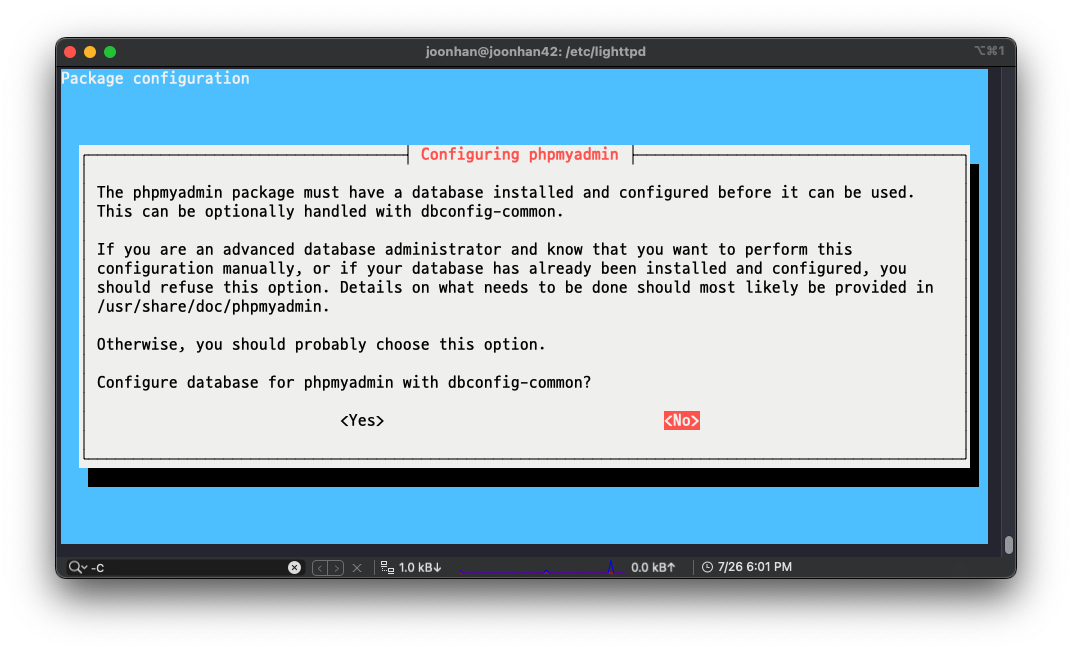 joonhan@joonhan42: /etc/lighttpd
⌥⌘1
Package configuration
Configuring phpmyadmin
The phpmyadmin package must have a database installed and configured before it can be used.
This can be optionally handled with dbconfig-common.
If you are an advanced database administrator and know that you want to perform this
configuration manually, or if your database has already been installed and configured, you
should refuse this option. Details on what needs to be done should most likely be provided in
/usr/share/doc/phpmyadmin.
Otherwise, you should probably choose this option.
Configure database for phpmyadmin with dbconfig-common?
<Yes> <No>
-C 1.0 kB↓ 0.0 kB↑ 7/26 6:01 PM